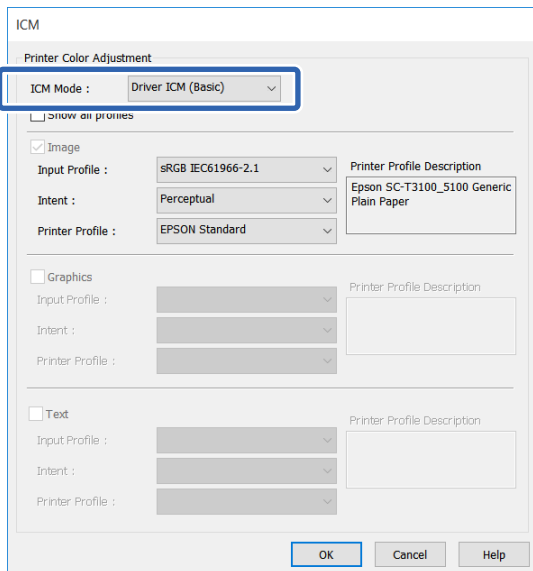 ICM
Printer Color Adjustment
ICM Mode : Driver ICM (Basic)
Show all profiles
Image
Input Profile : sRGB IEC61966-2.1 Printer Profile Description
Intent : Perceptual Epson SC-T3100_5100 Generic
Plain Paper
Printer Profile : EPSON Standard
Graphics
Input Profile : Printer Profile Description
Intent :
Printer Profile :
Text
Input Profile : Printer Profile Description
Intent :
Printer Profile :
OK Cancel Help